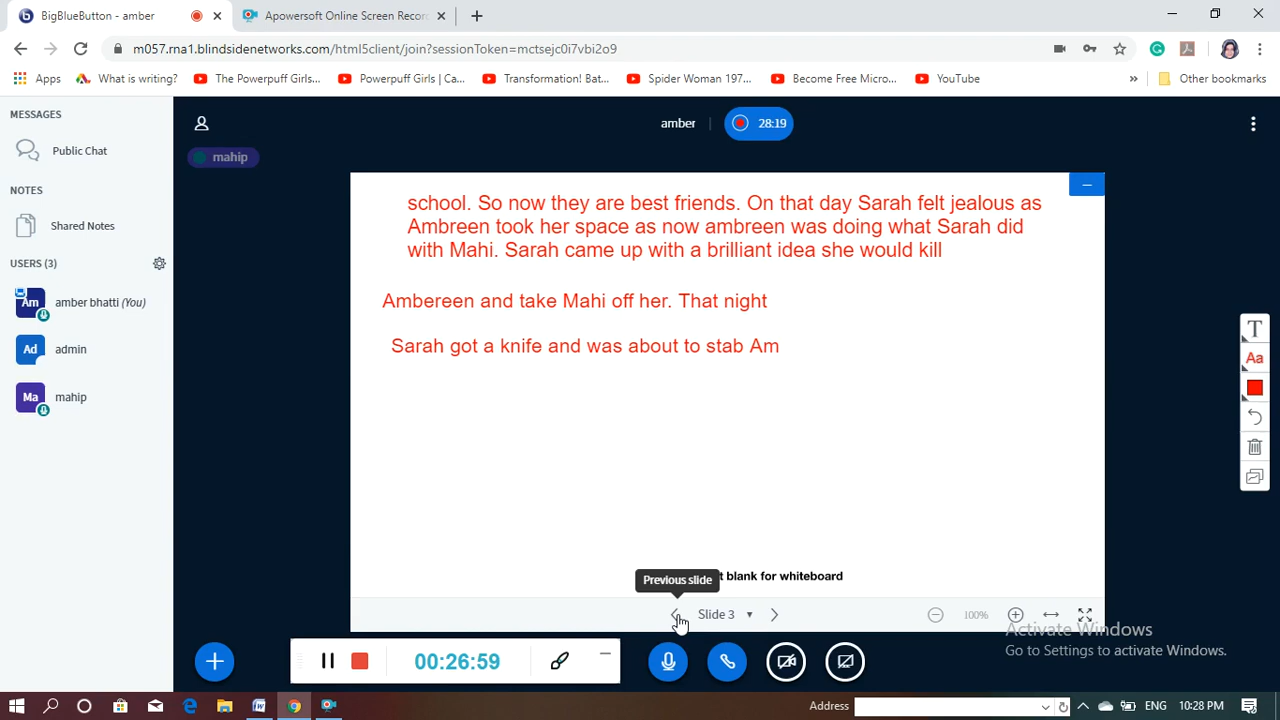 BigBlueButton - amber
Apowersoft Online Screen Recor
m057.rna1.blindsidenetworks.com/html5client/join?sessionToken=mctsejc0i7vbi2o9
Apps
What is writing?
The Powerpuff Girls...
Powerpuff Girls | Ca...
Transformation! Bat...
Spider Woman 197...
Become Free Micro...
YouTube
»
Other bookmarks
MESSAGES
Public Chat
NOTES
Shared Notes
USERS (3)
Am
amber bhatti (You)
Ad
admin
Ma
mahip
amber
28:19
mahip
school. So now they are best friends. On that day Sarah felt jealous as
Ambreen took her space as now ambreen was doing what Sarah did
with Mahi. Sarah came up with a brilliant idea she would kill
Ambereen and take Mahi off her. That night
Sarah got a knife and was about to stab Am
blank for whiteboard
Previous slide
Slide 3
100%
T
Aa
Activate Windows
Go to Settings to activate Windows.
00:26:59
Address
ENG
10:28 PM